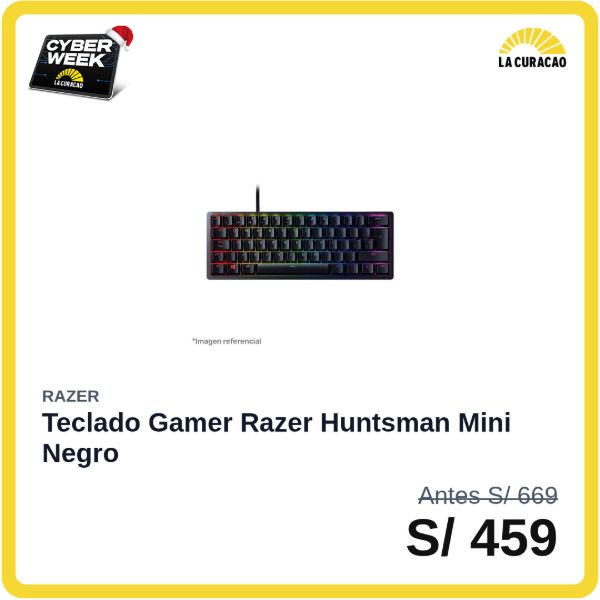 CYBER
WEEK
LA CURACAO
LA CURACAO
*Imagen referencial
RAZER
Teclado Gamer Razer Huntsman Mini
Negro
Antes S/ 669
S/ 459